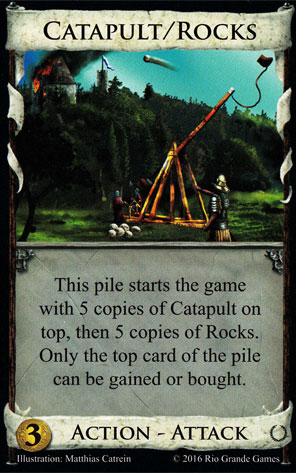 CATAPULT/ROCKS
This pile starts the game
with 5 copies of Catapult on
top, then 5 copies of Rocks.
Only the top card of the pile
can be gained or bought.
3 ACTION - ATTACK
Illustration: Matthias Catrein © 2016 Rio Grande Games